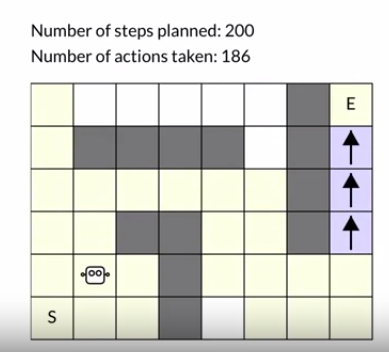 Number of steps planned: 200
Number of actions taken: 186
E
S